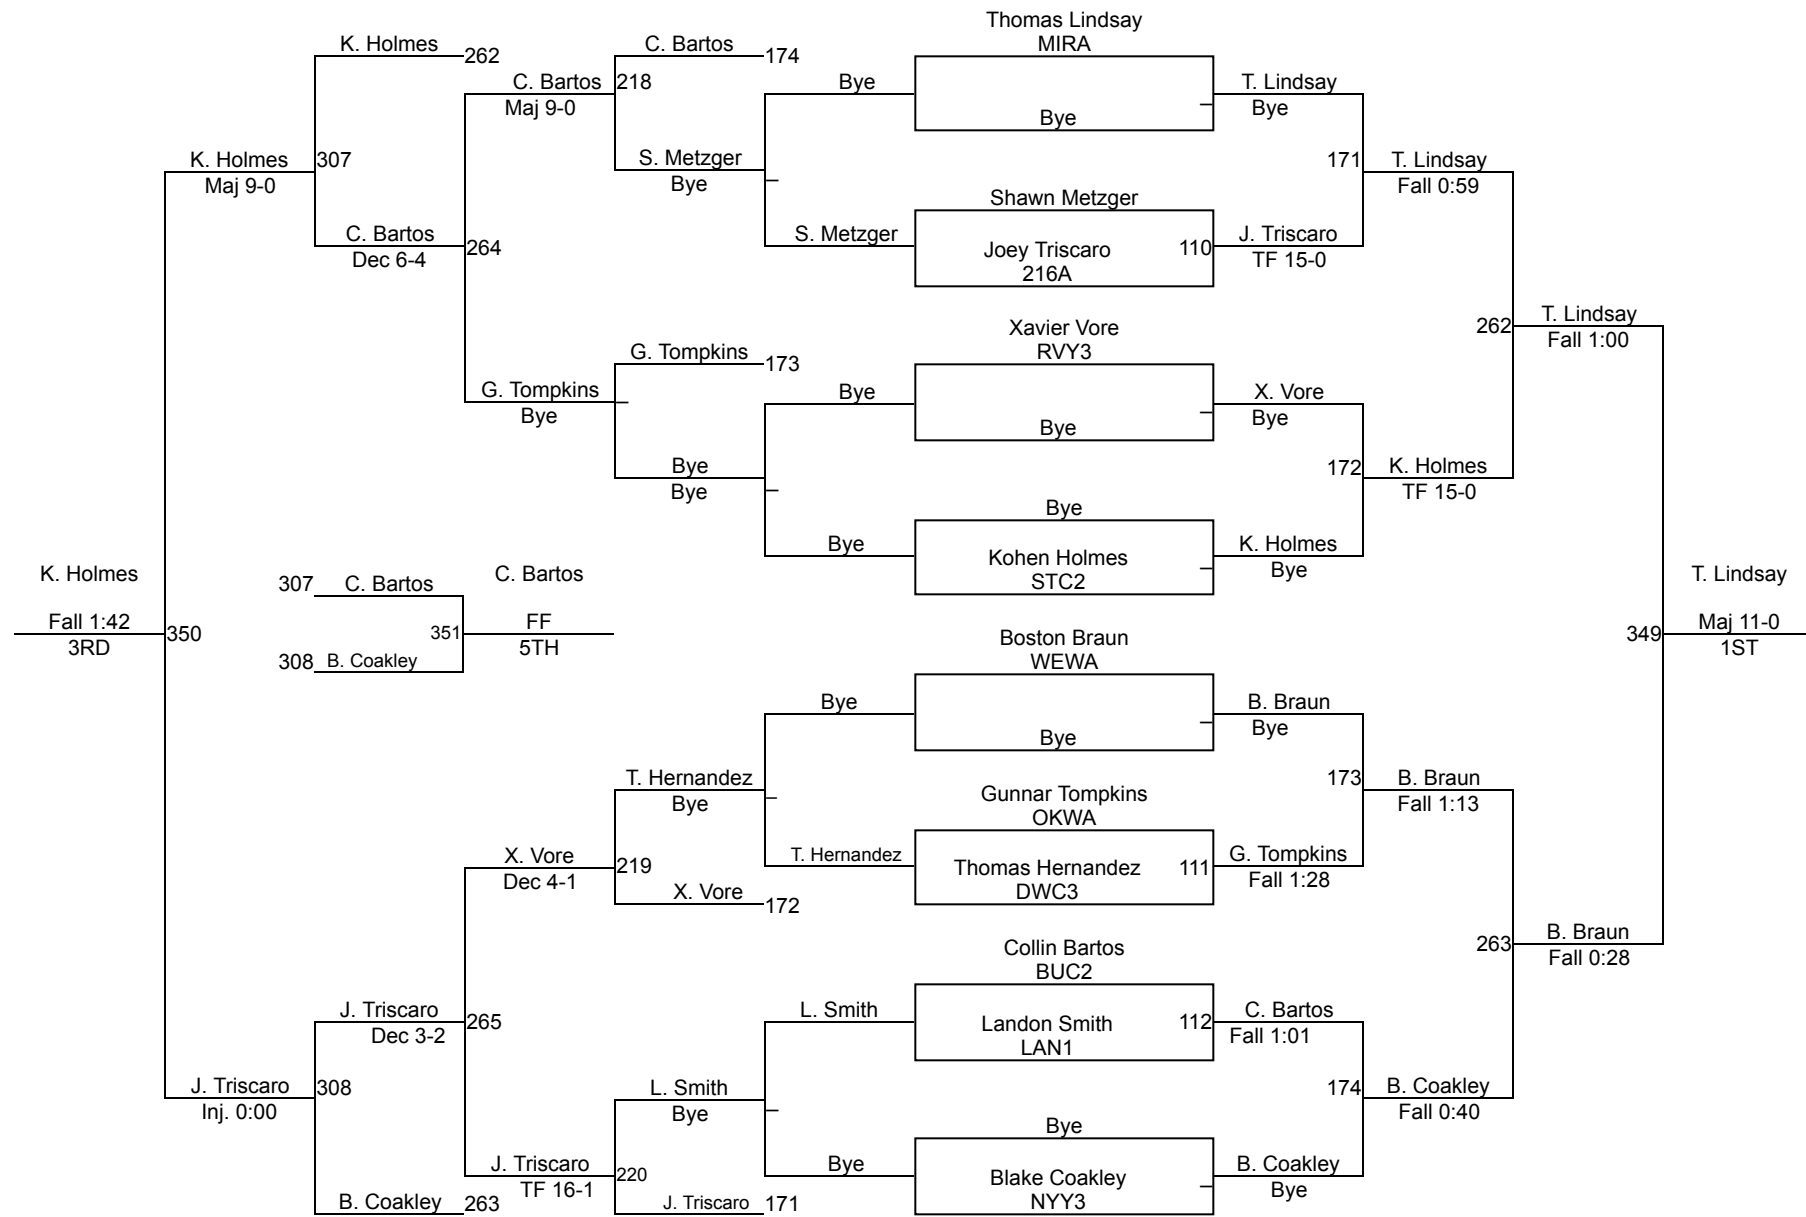 Thomas Lindsay
MIRA
K. Holmes
262
C. Bartos
174
C. Bartos
218
Maj 9-0
Bye
Bye
T. Lindsay
Bye
K. Holmes
307
Maj 9-0
S. Metzger
Bye
171
T. Lindsay
Fall 0:59
Shawn Metzger
C. Bartos
264
Dec 6-4
S. Metzger
Joey Triscaro
110
216A
J. Triscaro
TF 15-0
T. Lindsay
262
Fall 1:00
Xavier Vore
RVY3
G. Tompkins
173
G. Tompkins
Bye
Bye
Bye
X. Vore
Bye
Bye
Bye
172
K. Holmes
TF 15-0
Bye
Bye
Kohen Holmes
STC2
K. Holmes
Bye
K. Holmes
Fall 1:42
3RD
350
307
C. Bartos
C. Bartos
351
FF
5TH
308
B. Coakley
T. Lindsay
349
Maj 11-0
1ST
Boston Braun
WEWA
Bye
Bye
B. Braun
Bye
T. Hernandez
Bye
173
B. Braun
Fall 1:13
Gunnar Tompkins
OKWA
X. Vore
219
Dec 4-1
T. Hernandez
Thomas Hernandez
111
DWC3
G. Tompkins
Fall 1:28
X. Vore
172
263
B. Braun
Fall 0:28
Collin Bartos
BUC2
J. Triscaro
265
Dec 3-2
L. Smith
Landon Smith
112
LAN1
C. Bartos
Fall 1:01
J. Triscaro
308
Inj. 0:00
L. Smith
Bye
174
B. Coakley
Fall 0:40
Bye
J. Triscaro
220
TF 16-1
Bye
Blake Coakley
NYY3
B. Coakley
Bye
B. Coakley
263
J. Triscaro
171